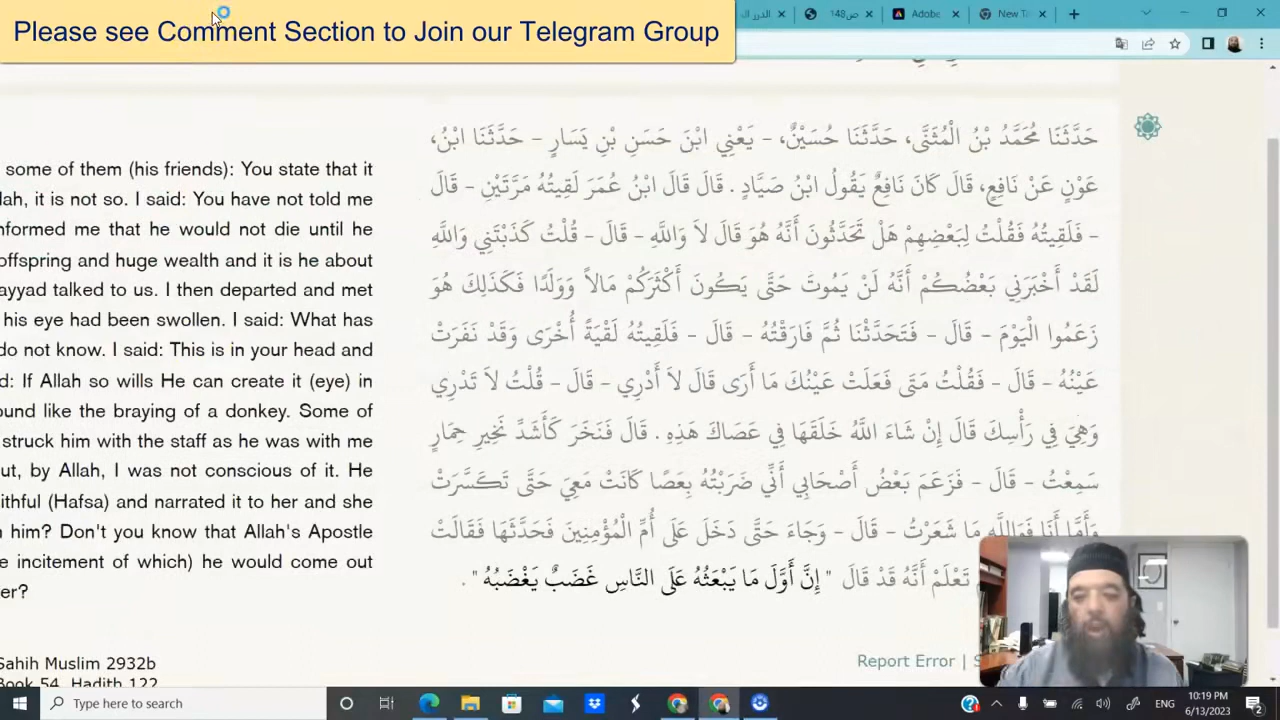 Please see Comment Section to Join our Telegram Group
الدرر ال
ص148
Adobe
New T
some of them (his friends): You state that it
lah, it is not so. I said: You have not told me
nformed me that he would not die until he
offspring and huge wealth and it is he about
ayyad talked to us. I then departed and met
his eye had been swollen. I said: What has
do not know. I said: This is in your head and
d: If Allah so wills He can create it (eye) in
ound like the braying of a donkey. Some of
struck him with the staff as he was with me
ut, by Allah, I was not conscious of it. He
ithful (Hafsa) and narrated it to her and she
him? Don't you know that Allah's Apostle
e incitement of which) he would come out
er?
حَدَّثَنَا مُحَمَّدُ بْنُ الْمُثَنَّى، حَدَّثَنَا حُسَيْنٌ، - يَعْنِي ابْنَ حَسَنِ بْنِ يَسَارٍ - حَدَّثَنَا ابْنُ،
عَوْنٍ عَنْ نَافِعٍ، قَالَ كَانَ نَافِعٌ يَقُولُ ابْنُ صَيَّادٍ . قَالَ قَالَ ابْنُ عُمَرَ لَقِيتُهُ مَرَّتَيْنِ - قَالَ
- فَلَقِيتُهُ فَقُلْتُ لِبَعْضِهِمْ هَلْ تَحَدَّثُونَ أَنَّهُ هُوَ قَالَ لاَ وَاللَّهِ - قَالَ - قُلْتُ كَذَبْتَنِي وَاللَّهِ
لَقَدْ أَخْبَرَنِي بَعْضُكُمْ أَنَّهُ لَنْ يَمُوتَ حَتَّى يَكُونَ أَكْثَرَكُمْ مَالاً وَوَلَدًا فَكَذَلِكَ هُوَ
زَعَمُوا الْيَوْمَ - قَالَ - فَتَحَدَّثْنَا ثُمَّ فَارَقْتُهُ - قَالَ - فَلَقِيتُهُ لَقْيَةً أُخْرَى وَقَدْ نَفَرَتْ
عَيْنُهُ - قَالَ - فَقُلْتُ مَتَى فَعَلَتْ عَيْنُكَ مَا أَرَى قَالَ لاَ أَدْرِي - قَالَ - قُلْتُ لاَ تَدْرِي
وَهِيَ فِي رَأْسِكَ قَالَ إِنْ شَاءَ اللَّهُ خَلَقَهَا فِي عَصَاكَ هَذِهِ . قَالَ فَنَخَرَ كَأَشَدِّ نَخِيرِ حِمَارٍ
سَمِعْتُ - قَالَ - فَزَعَمَ بَعْضُ أَصْحَابِي أَنِّي ضَرَبْتُهُ بِعَصًا كَانَتْ مَعِيَ حَتَّى تَكَسَّرَتْ
وَأَمَّا أَنَا فَوَاللَّهِ مَا شَعَرْتُ - قَالَ - وَجَاءَ حَتَّى دَخَلَ عَلَى أُمِّ الْمُؤْمِنِينَ فَحَدَّثَهَا فَقَالَتْ
تَعْلَمْ أَنَّهُ قَدْ قَالَ " إِنَّ أَوَّلَ مَا يَبْعَثُهُ عَلَى النَّاسِ غَضَبٌ يَغْضَبُهُ " .
Sahih Muslim 2932b
Book 54, Hadith 122
Report Error |
Type here to search
ENG
10:19 PM
6/13/2023